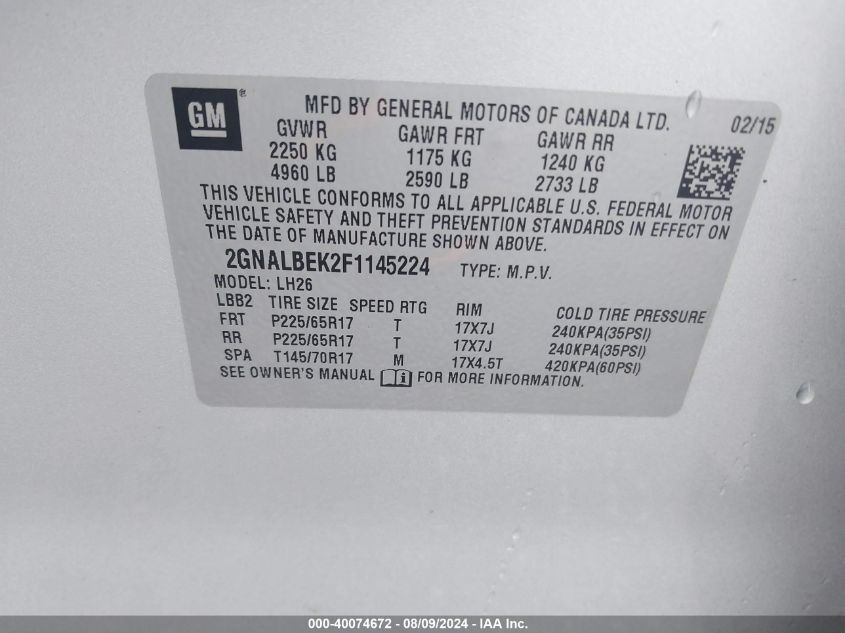 GM ®
MFD BY GENERAL MOTORS OF CANADA LTD. 02/15
GVWR GAWR FRT GAWR RR
2250 KG 1175 KG 1240 KG
4960 LB 2590 LB 2733 LB
THIS VEHICLE CONFORMS TO ALL APPLICABLE U.S. FEDERAL MOTOR
VEHICLE SAFETY AND THEFT PREVENTION STANDARDS IN EFFECT ON
THE DATE OF MANUFACTURE SHOWN ABOVE.
2GNALBEK2F1145224 TYPE: M.P.V.
MODEL: LH26
LBB2 TIRE SIZE SPEED RTG RIM COLD TIRE PRESSURE
FRT P225/65R17 T 17X7J 240KPA(35PSI)
RR P225/65R17 T 17X7J 240KPA(35PSI)
SPA T145/70R17 M 17X4.5T 420KPA(60PSI)
SEE OWNER'S MANUAL i FOR MORE INFORMATION.
000-40074672 - 08/09/2024 - IAA Inc.